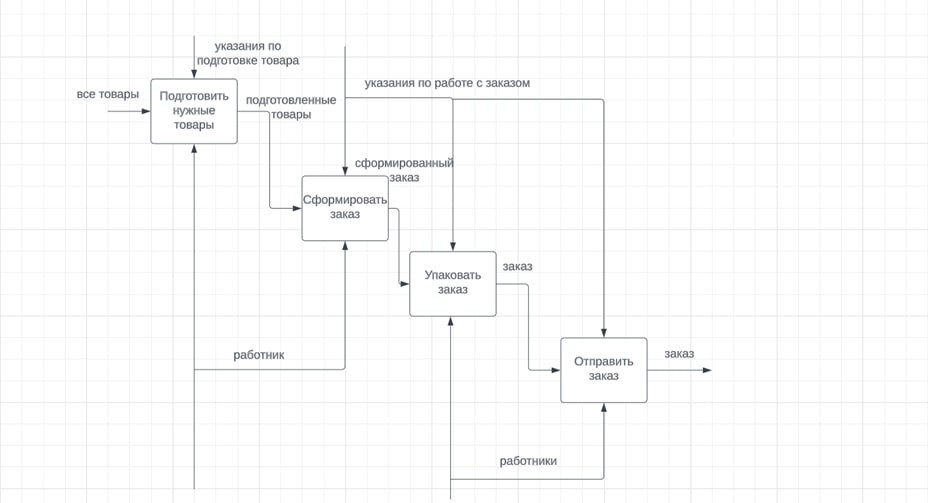 указания по
подготовке товара
указания по работе с заказом
все товары
Подготовить
нужные
товары
подготовленные
товары
сформированный
заказ
Сформировать
заказ
Упаковать
заказ
заказ
работник
Отправить
заказ
заказ
работники